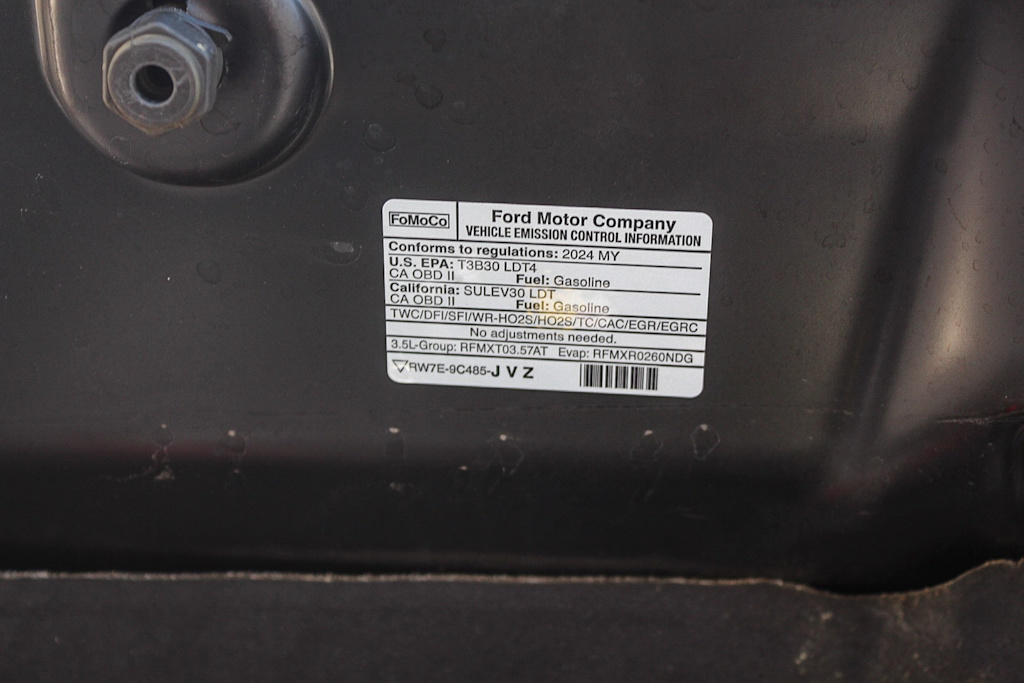 FoMoCo
Ford Motor Company
VEHICLE EMISSION CONTROL INFORMATION
Conforms to regulations: 2024 MY
U.S. EPA: T3B30 LDT4
CA OBD II Fuel: Gasoline
California: SULEV30 LDT
CA OBD II Fuel: Gasoline
TWC/DFI/SFI/WR-HO2S/HO2S/TC/CAC/EGR/EGRC
No adjustments needed.
3.5L-Group: RFMXT03.57AT Evap: RFMXR0260NDG
RW7E-9C485-J V Z